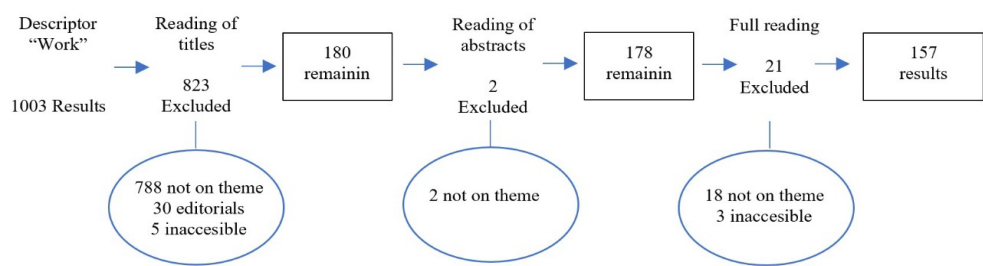 Descriptor
“Work”
1003 Results
Reading of
titles
823
Excluded
788 not on theme
30 editorials
5 inaccesible
180
remainin
Reading of
abstracts
2
Excluded
2 not on theme
178
remainin
Full reading
21
Excluded
18 not on theme
3 inaccesible
157
results